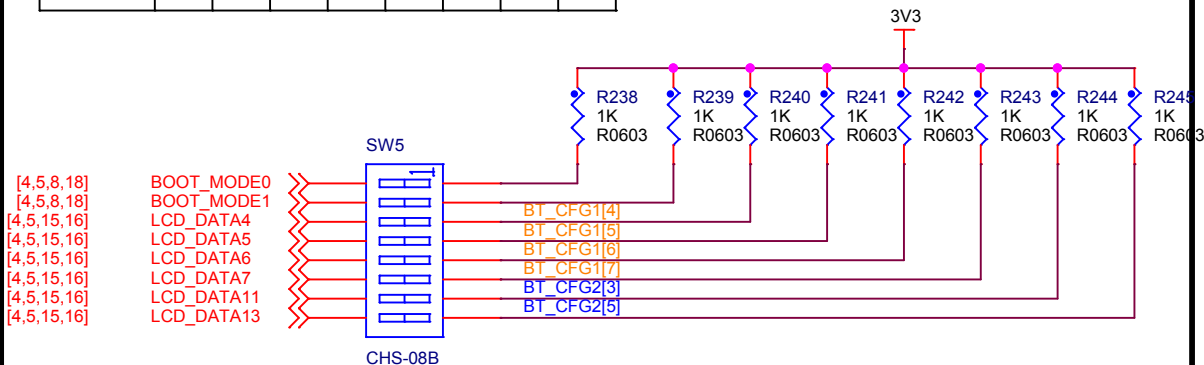 3V3
R238 R239 R240 R241 R242 R243 R244 R245
1K 1K 1K 1K 1K 1K 1K 1K
R0603 R0603 R0603 R0603 R0603 R0603 R0603 R0603
SW5
1
[4,5,8,18] BOOT_MODE0
[4,5,8,18] BOOT_MODE1
[4,5,15,16] LCD_DATA4 BT_CFG1[4]
[4,5,15,16] LCD_DATA5 BT_CFG1[5]
[4,5,15,16] LCD_DATA6 BT_CFG1[6]
[4,5,15,16] LCD_DATA7 BT_CFG1[7]
[4,5,15,16] LCD_DATA11 BT_CFG2[3]
[4,5,15,16] LCD_DATA13 BT_CFG2[5]
CHS-08B